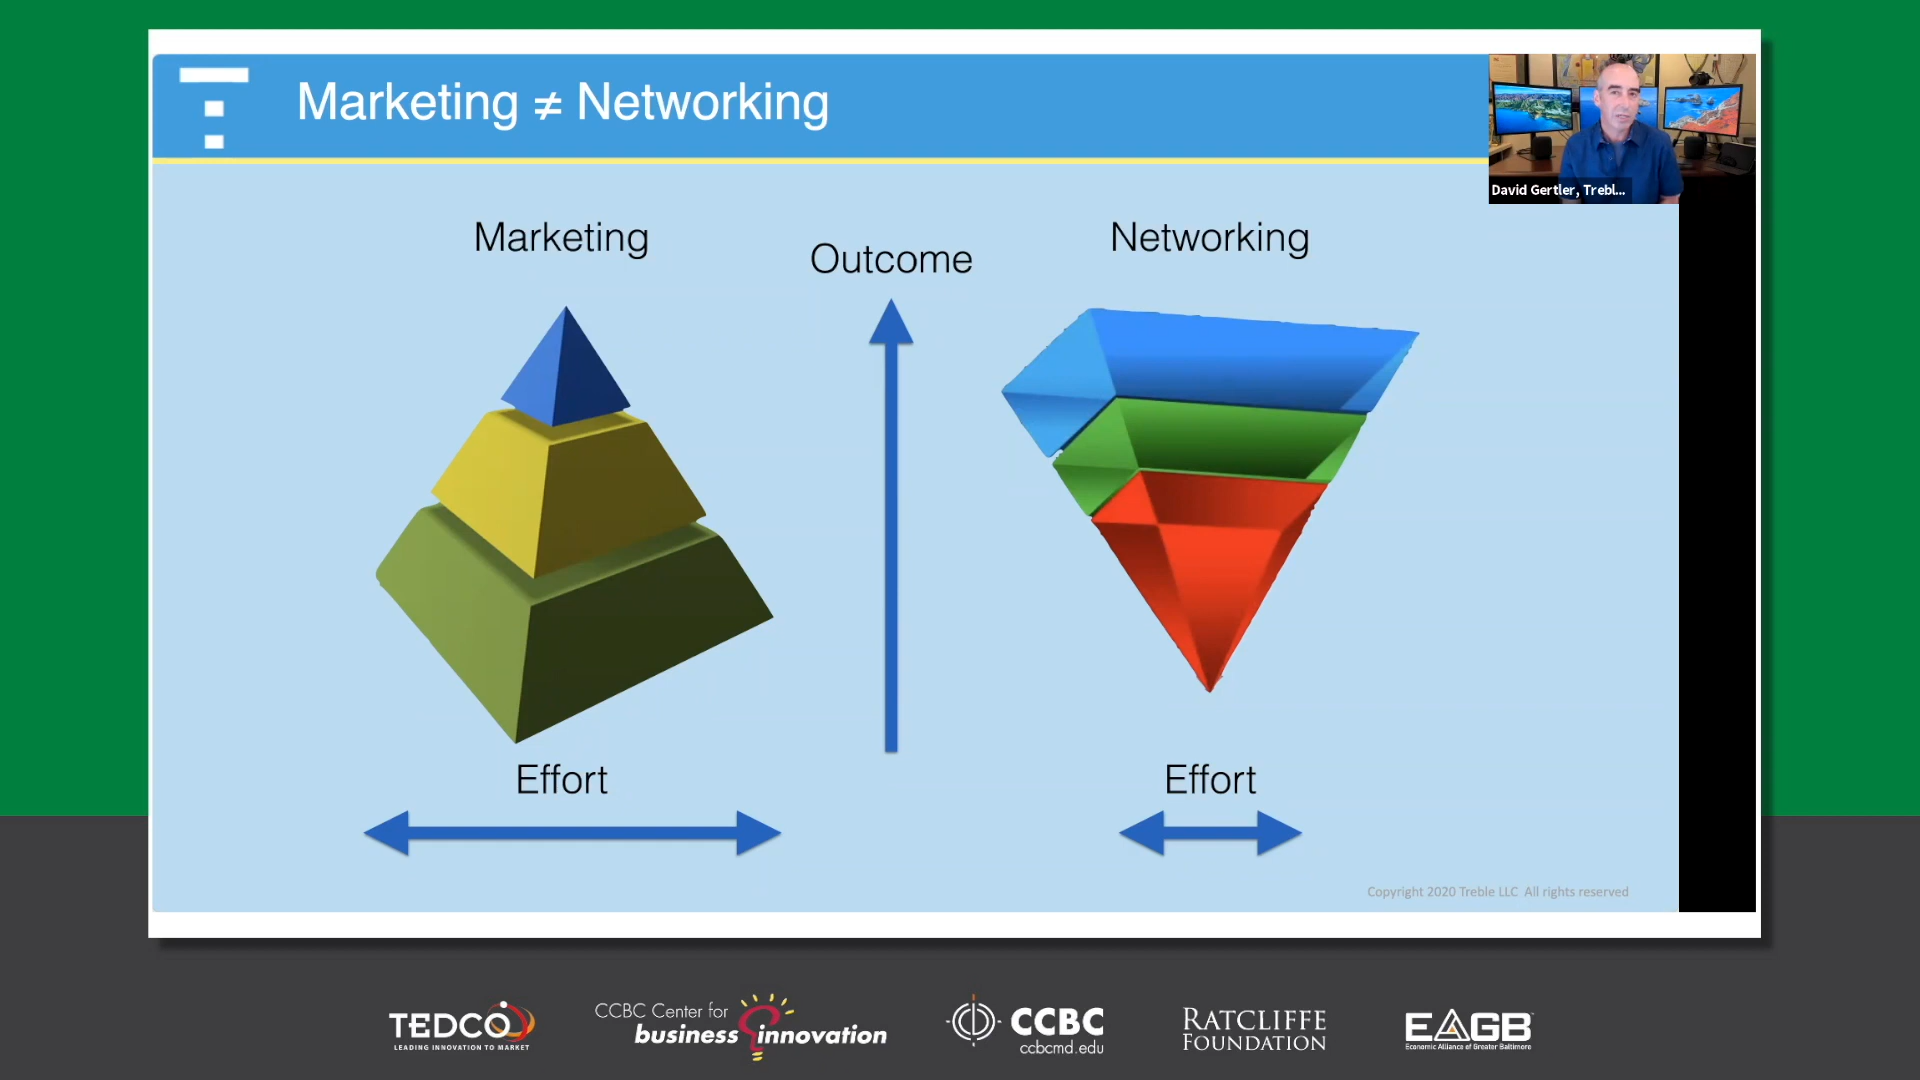 Marketing ≠ Networking
David Gertler, Trebl...
Marketing
Outcome
Networking
Effort
Effort
Copyright 2020 Treble LLC All rights reserved
TEDCO
LEADING INNOVATION TO MARKET
CCBC Center for
business innovation
CCBC
ccbcmd.edu
RATCLIFFE
FOUNDATION
EAGB
Economic Alliance of Greater Baltimore